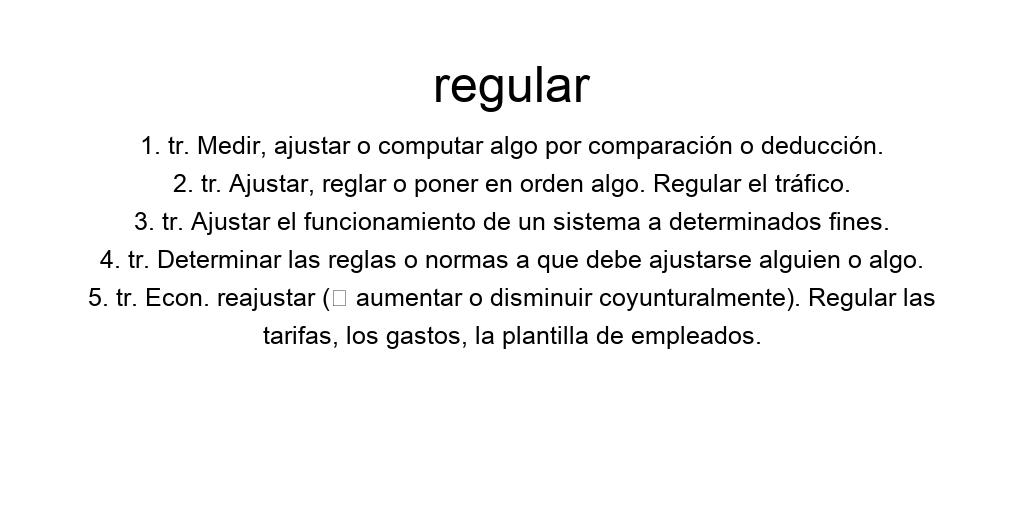 regular
1. tr. Medir, ajustar o computar algo por comparación o deducción.
2. tr. Ajustar, reglar o poner en orden algo. Regular el tráfico.
3. tr. Ajustar el funcionamiento de un sistema a determinados fines.
4. tr. Determinar las reglas o normas a que debe ajustarse alguien o algo.
5. tr. Econ. reajustar (▯ aumentar o disminuir coyunturalmente). Regular las
tarifas, los gastos, la plantilla de empleados.